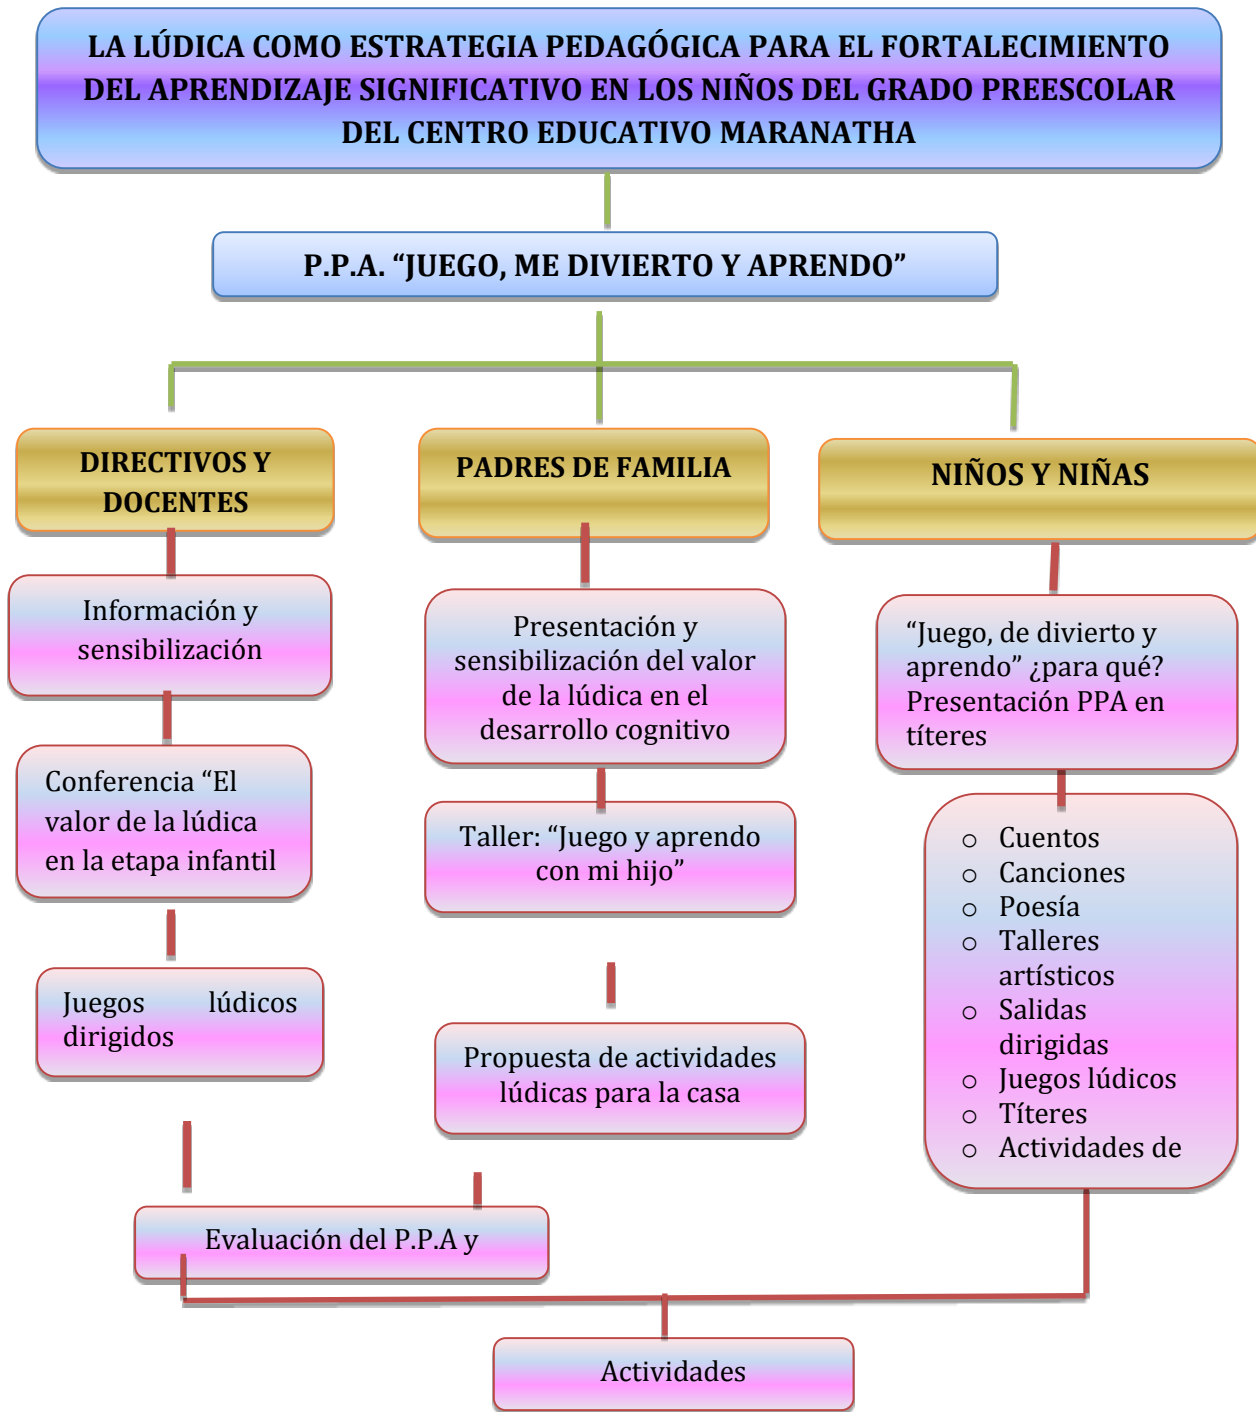 LA LÚDICA COMO ESTRATEGIA PEDAGÓGICA PARA EL FORTALECIMIENTO
DEL APRENDIZAJE SIGNIFICATIVO EN LOS NIÑOS DEL GRADO PREESCOLAR
DEL CENTRO EDUCATIVO MARANATHA
P.P.A. “JUEGO, ME DIVIERTO Y APRENDO”
DIRECTIVOS Y
DOCENTES
Información y
sensibilización
Conferencia “El
valor de la lúdica
en la etapa infantil
Juegos lúdicos
dirigidos
PADRES DE FAMILIA
Presentación y
sensibilización del valor
de la lúdica en el
desarrollo cognitivo
Taller: “Juego y aprendo
con mi hijo”
Propuesta de actividades
lúdicas para la casa
Evaluación del P.P.A y
NIÑOS Y NIÑAS
“Juego, de divierto y
aprendo” ¿para qué?
Presentación PPA en
títeres
o Cuentos
o Canciones
o Poesía
o Talleres
artísticos
o Salidas
dirigidas
o Juegos lúdicos
o Títeres
o Actividades de
Actividades